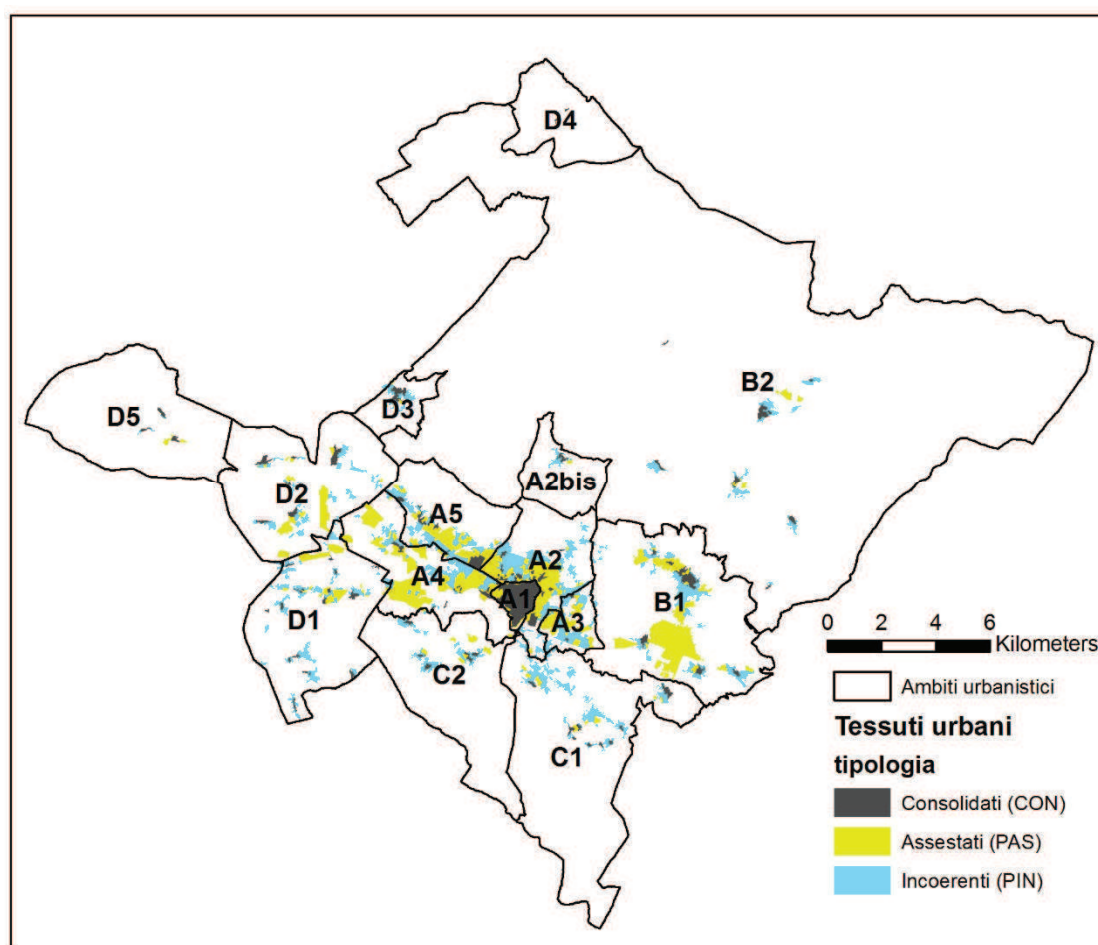 D4
B2
D3
D5
A2bis
D2
A5
A2
A4
A1
B1
D1
A3
C2
C1
0 2 4 6
Kilometers
Ambiti urbanistici
Tessuti urbani
tipologia
Consolidati (CON)
Assestati (PAS)
Incoerenti (PIN)